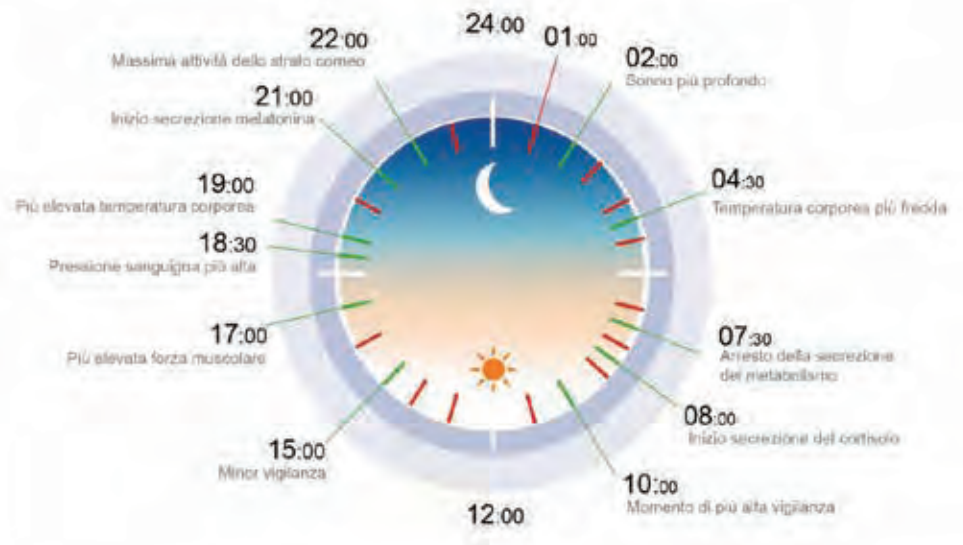 24:00
01:00
02:00
Sonno più profondo
04:30
Temperatura corporea più fredda
07:30
Arresto della secrezione
del metabolismo
08:00
Inizio secrezione del cortisolo
10:00
Momento di più alta vigilanza
12:00
15:00
Minor vigilanza
17:00
Più elevata forza muscolare
18:30
Pressione sanguigna più alta
19:00
Più elevata temperatura corporea
21:00
Inizio secrezione melatonina
22:00
Massima attività dello strato corneo